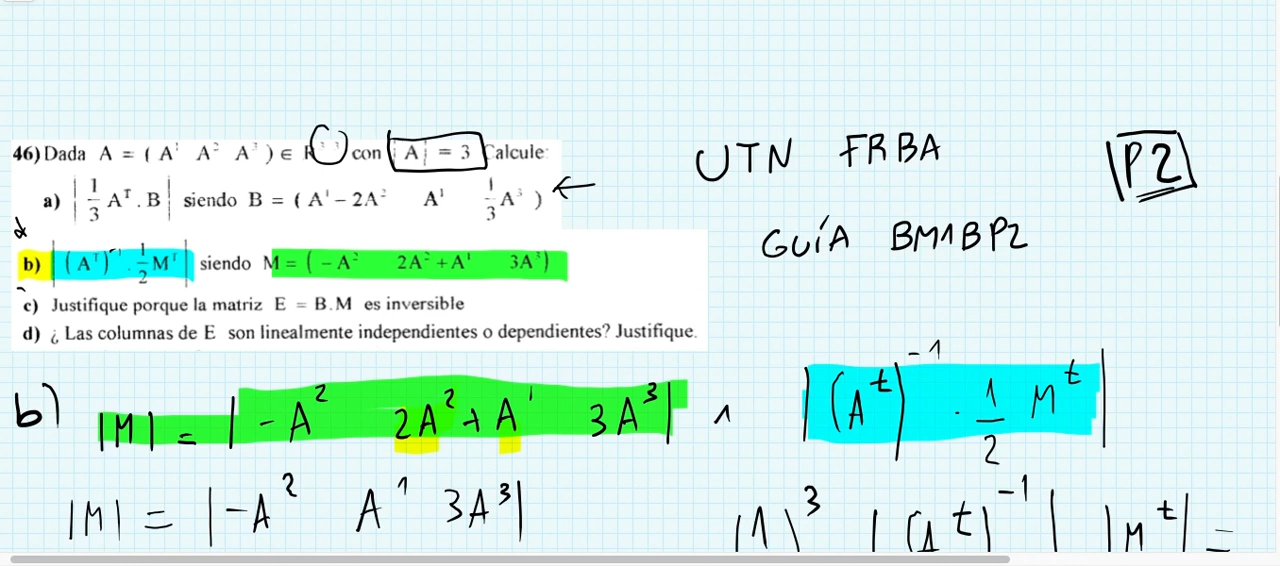 46) Dada A = ( A¹ A² A³ ) ∈ R con |A| = 3 Calcule:
a) | 1/3 Aᵀ . B | siendo B = ( A¹ − 2A² A¹ 1/3 A³ ) ←
b) | (Aᵀ)⁻¹ . 1/2 Mᵀ | siendo M = ( − A² 2A² + A¹ 3A³ )
c) Justifique porque la matriz E = B.M es inversible
d) ¿ Las columnas de E son linealmente independientes o dependientes? Justifique.
UTN FRBA
P2
GUÍA BM1BP2
b) |M| = | −A² 2A² + A¹ 3A³ |
| (Aᵗ)⁻¹ . 1/2 Mᵗ |
|M| = | −A² A¹ 3A³ |
|(Aᵗ)⁻¹| |Mᵗ| =